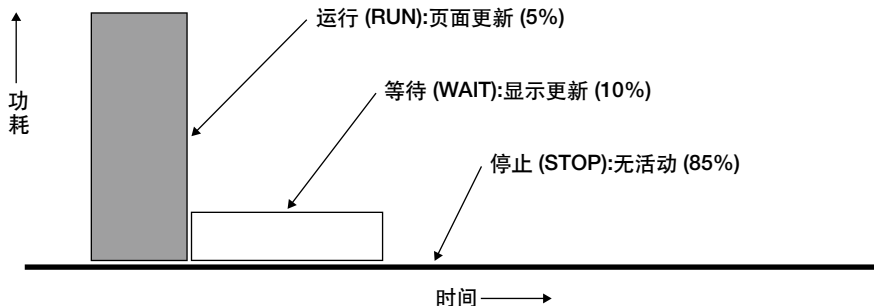 运行 (RUN):页面更新 (5%)
等待 (WAIT):显示更新 (10%)
停止 (STOP):无活动 (85%)
功耗
时间